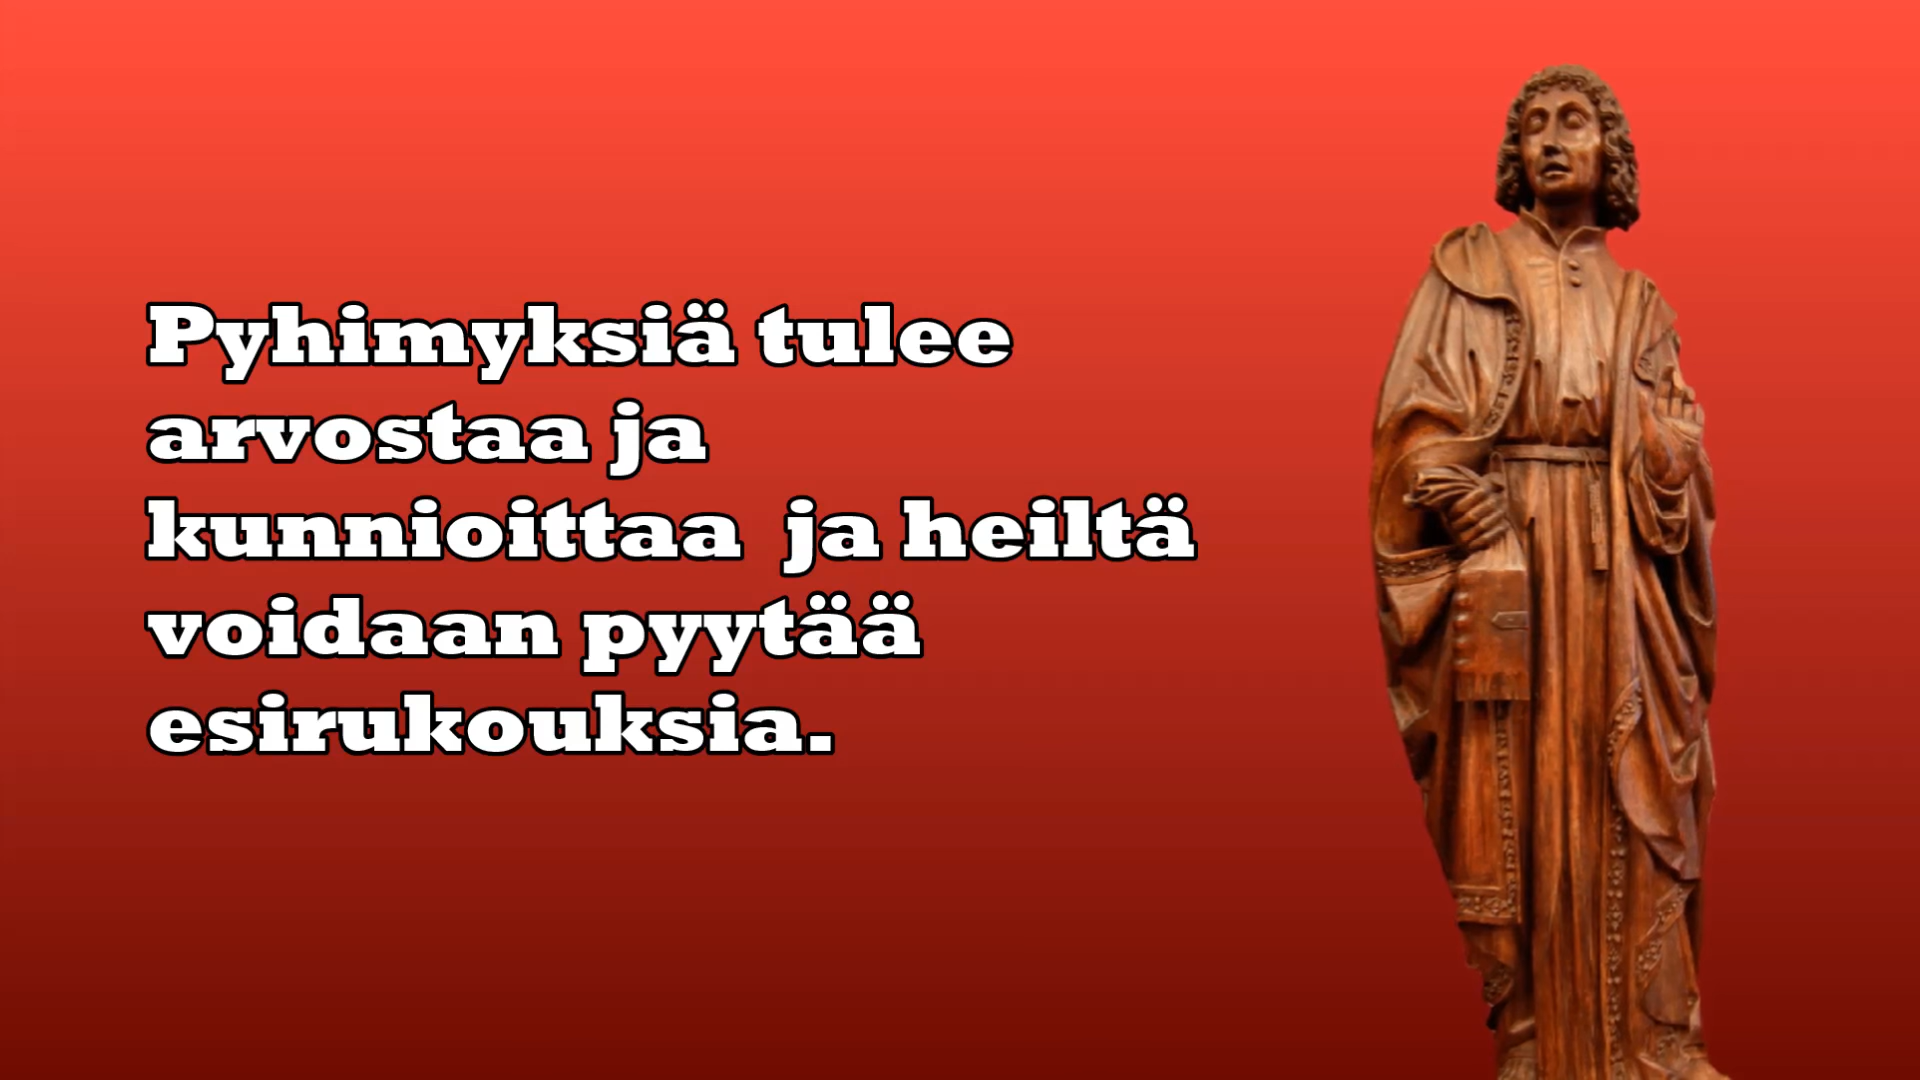 Pyhimyksiä tulee
arvostaa ja
kunnioittaa  ja heiltä
voidaan pyytää
esirukouksia.